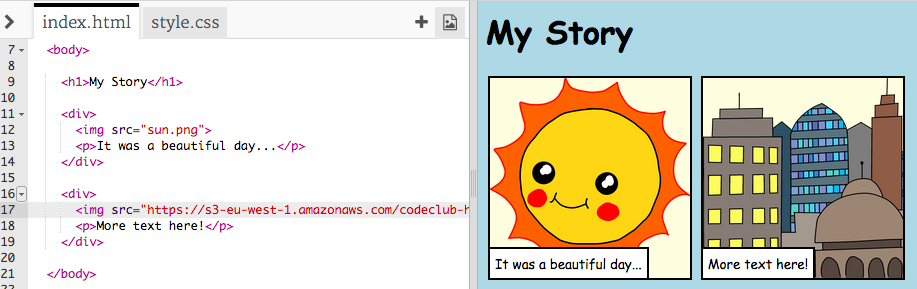 index.html style.css
7 <body>
8
9 <h1>My Story</h1>
10
11 <div>
12 <img src="sun.png">
13 <p>It was a beautiful day...</p>
14 </div>
15
16 <div>
17 <img src="https://s3-eu-west-1.amazonaws.com/codeclub-h
18 <p>More text here!</p>
19 </div>
20
21 </body>
My Story
It was a beautiful day...
More text here!